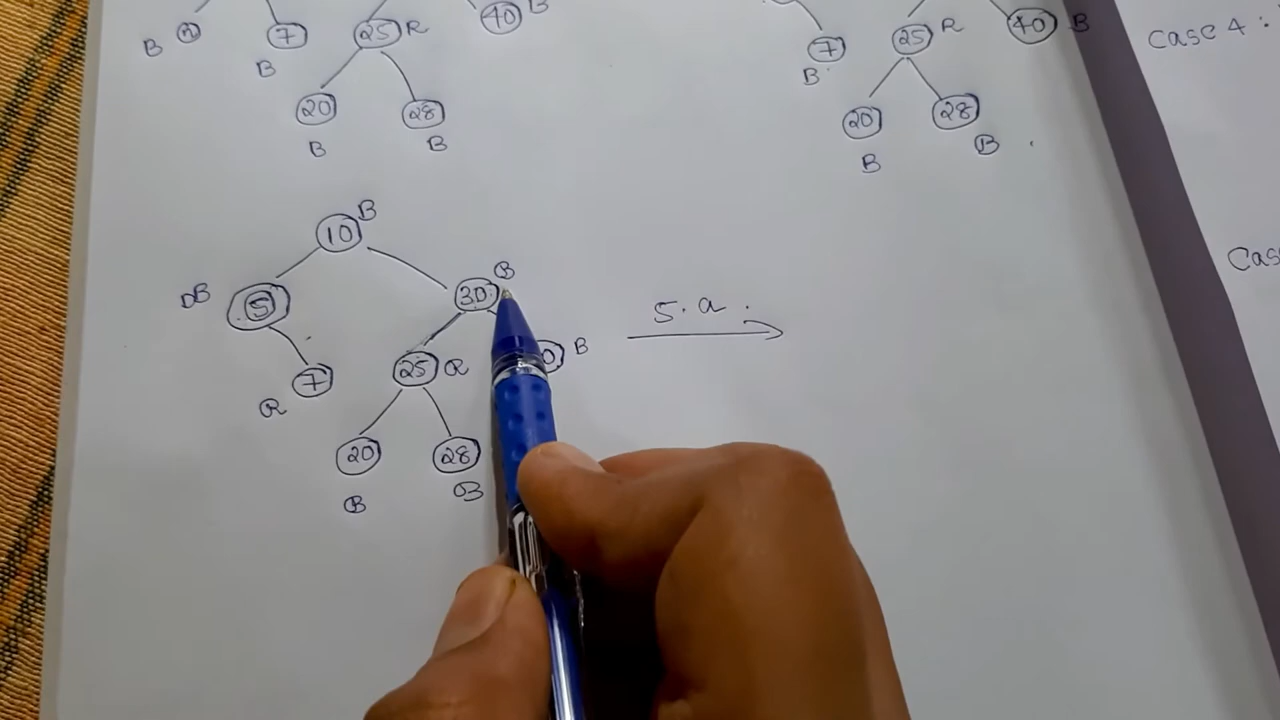 B 7 25 R 40 B
B
20 28
B B
7 25 R 40 B
B
20 28
B B
Case 4 :
10 B
DB 5 30 B
R 7 25 R 0 B
20 28
B B
5.a.
Cas